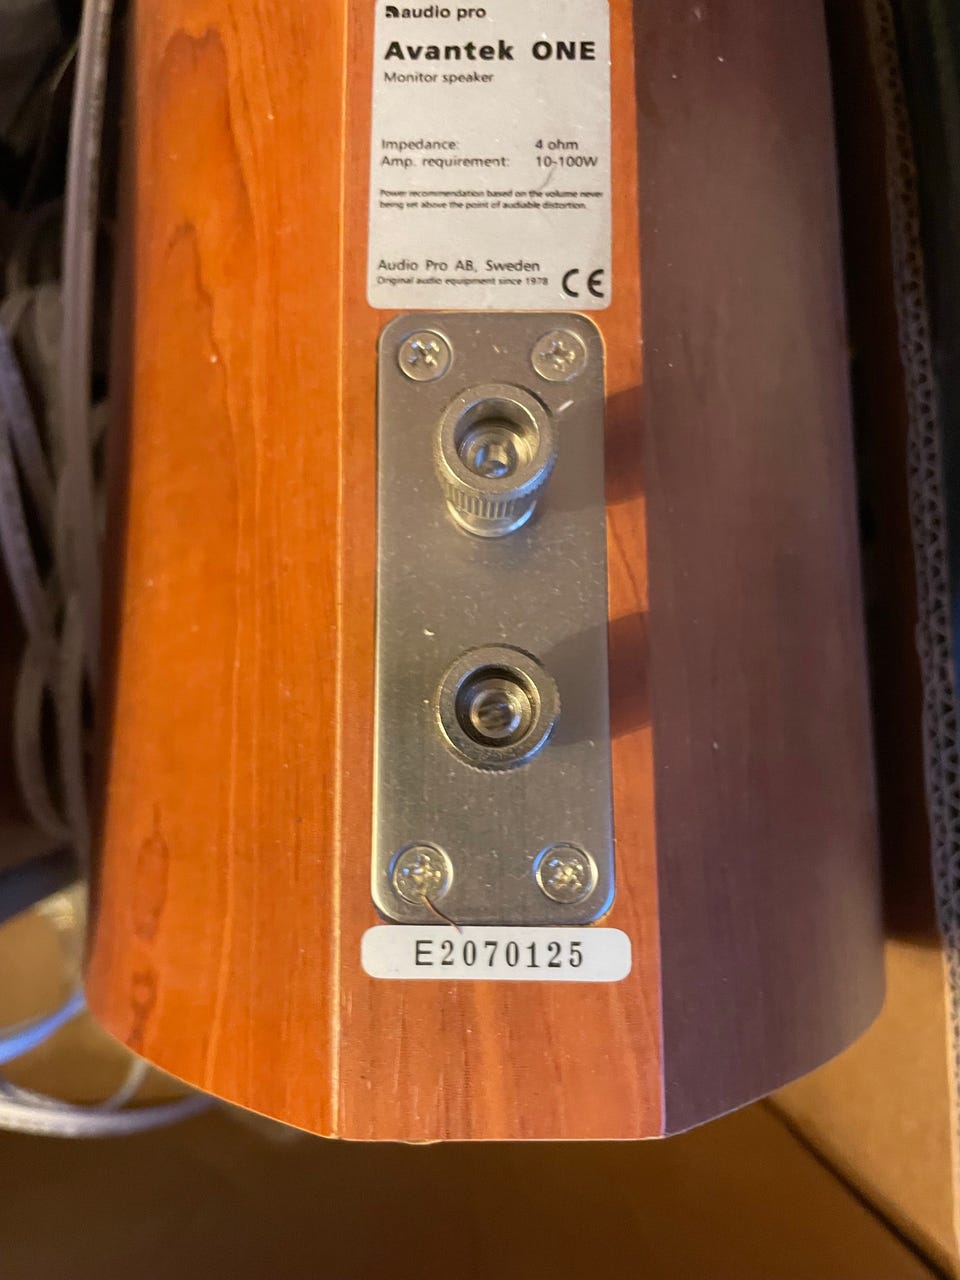 audio pro
Avantek ONE
Monitor speaker
Impedance: 4 ohm
Amp. requirement: 10-100W
Power recommendation based on the volume never
being set above the point of audiable distortion.
Audio Pro AB, Sweden
Original audio equipment since 1978
CE
E2070125